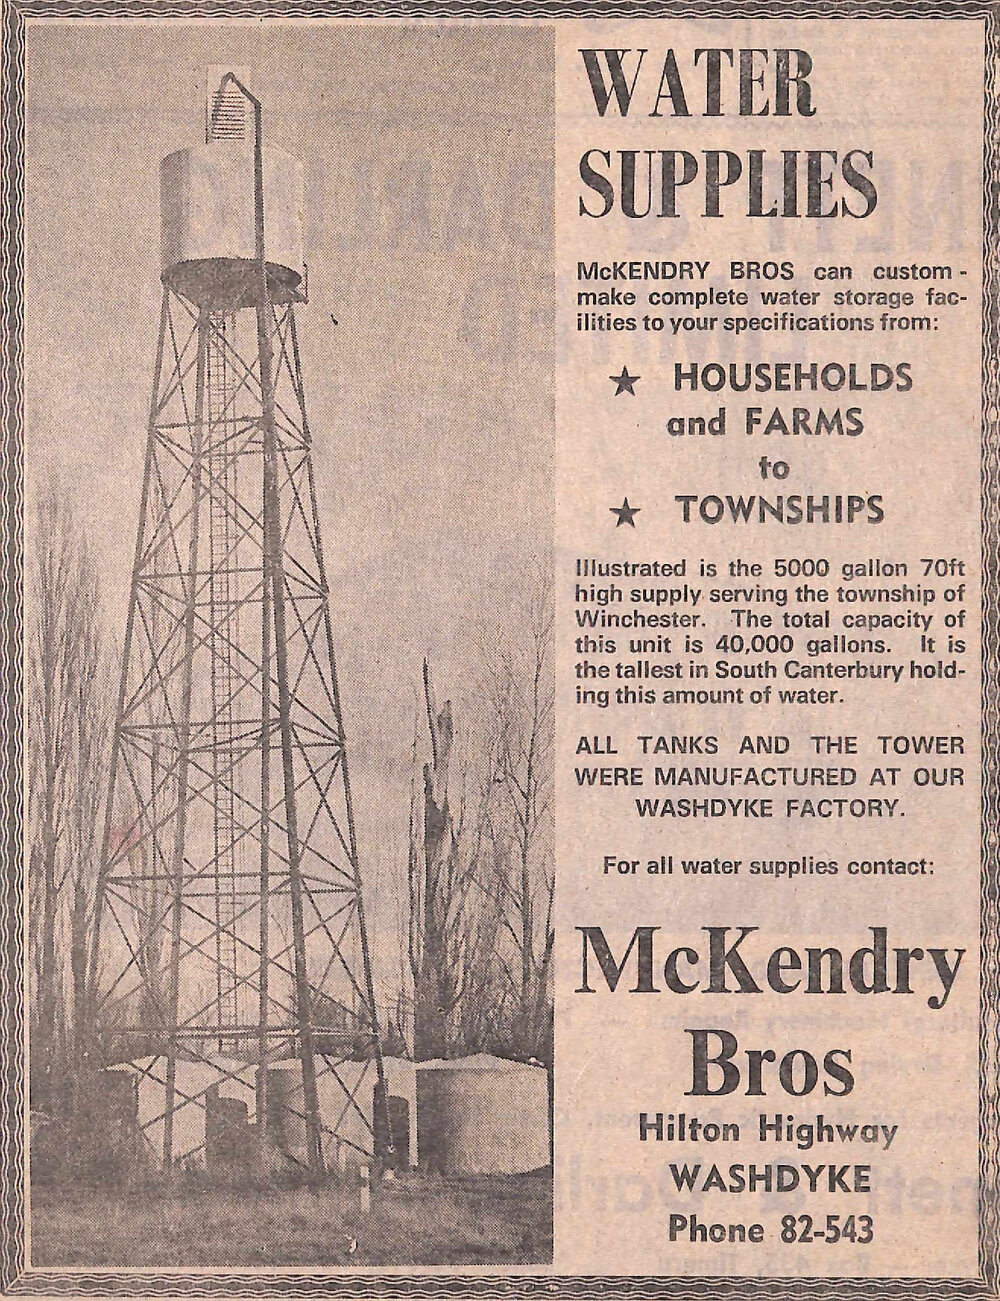 WATER
SUPPLIES
McKENDRY BROS can custom-
make complete water storage fac-
ilities to your specifications from:
★ HOUSEHOLDS
and FARMS
to
★ TOWNSHIPS
Illustrated is the 5000 gallon 70ft
high supply serving the township of
Winchester. The total capacity of
this unit is 40,000 gallons. It is
the tallest in South Canterbury hold-
ing this amount of water.
ALL TANKS AND THE TOWER
WERE MANUFACTURED AT OUR
WASHDYKE FACTORY.
For all water supplies contact:
McKendry
Bros
Hilton Highway
WASHDYKE
Phone 82-543